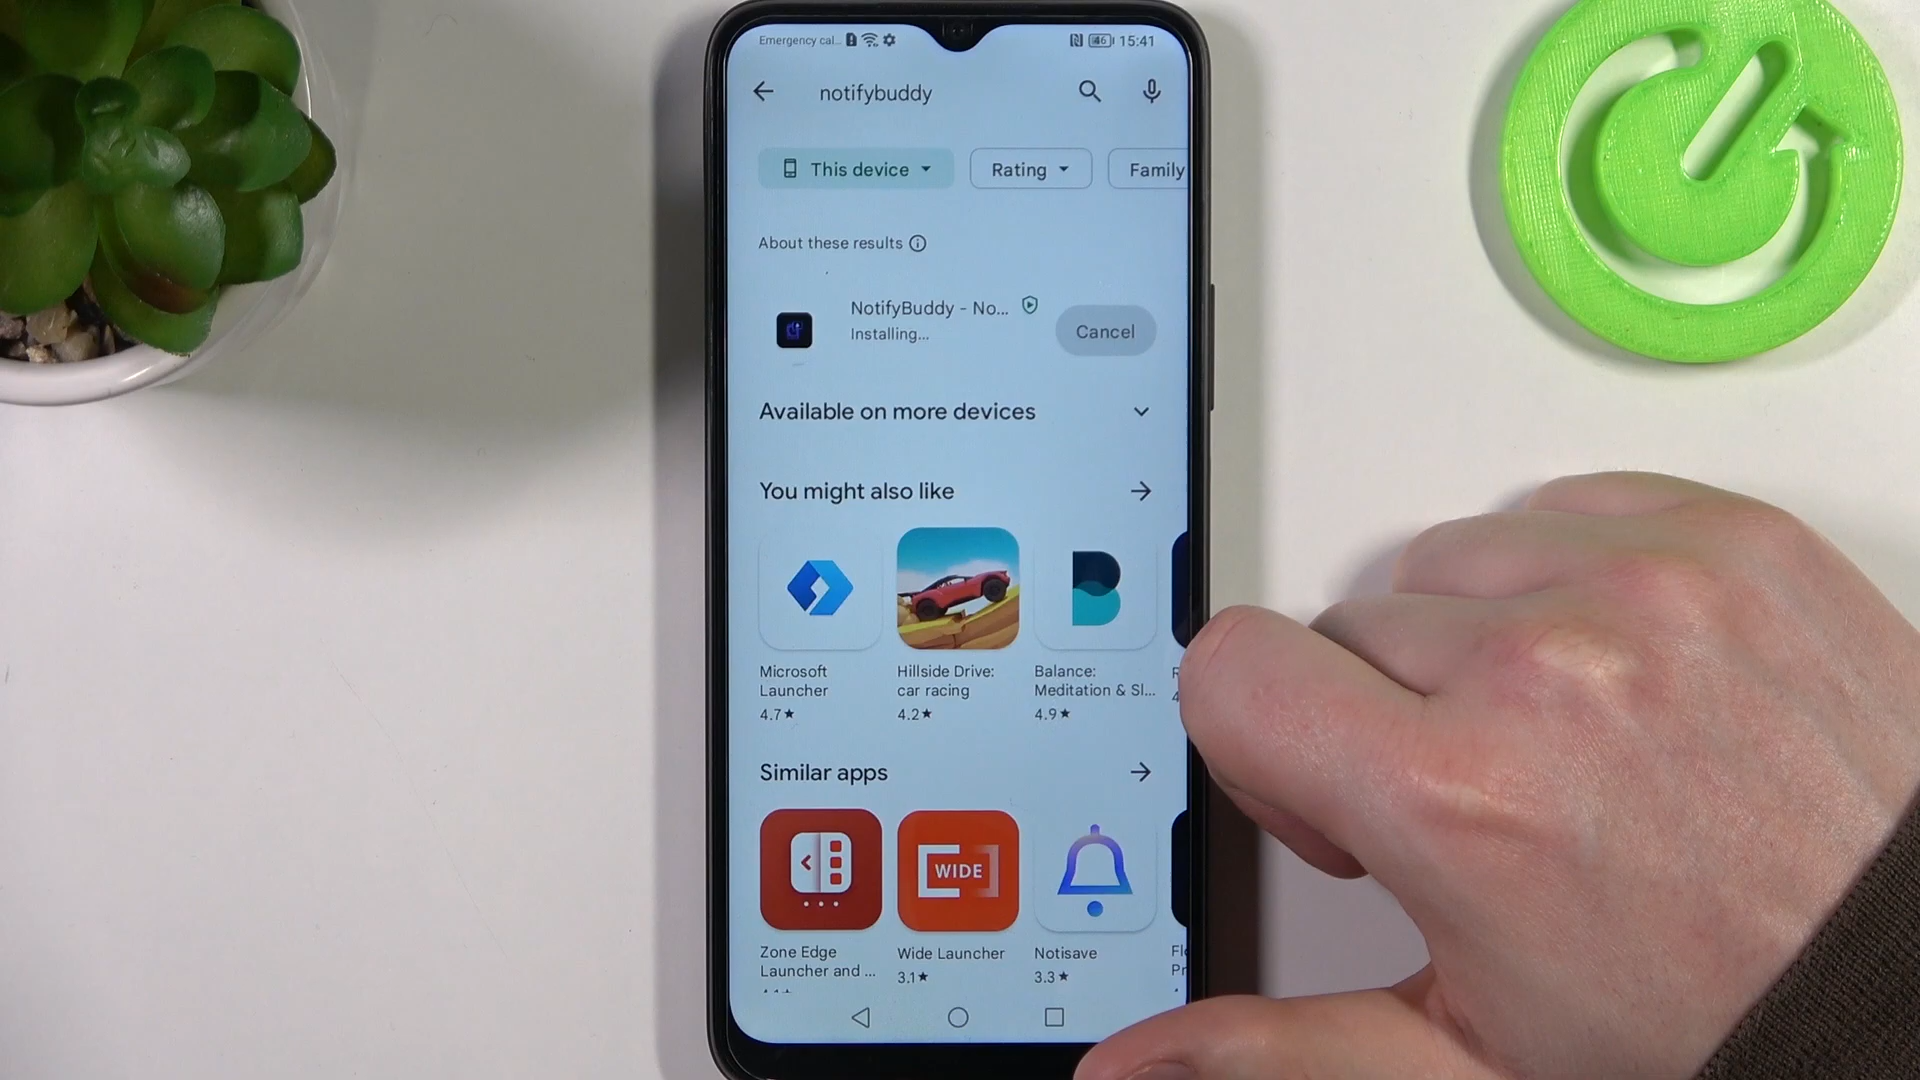 Emergency cal...
46
15:41
notifybuddy
This device
Rating
Family
About these results
NotifyBuddy - No...
Installing...
Cancel
Available on more devices
You might also like
Microsoft Launcher
4.7★
Hillside Drive: car racing
4.2★
Balance: Meditation & Sl...
4.9★
Similar apps
WIDE
Zone Edge Launcher and ...
Wide Launcher
3.1★
Notisave
3.3★